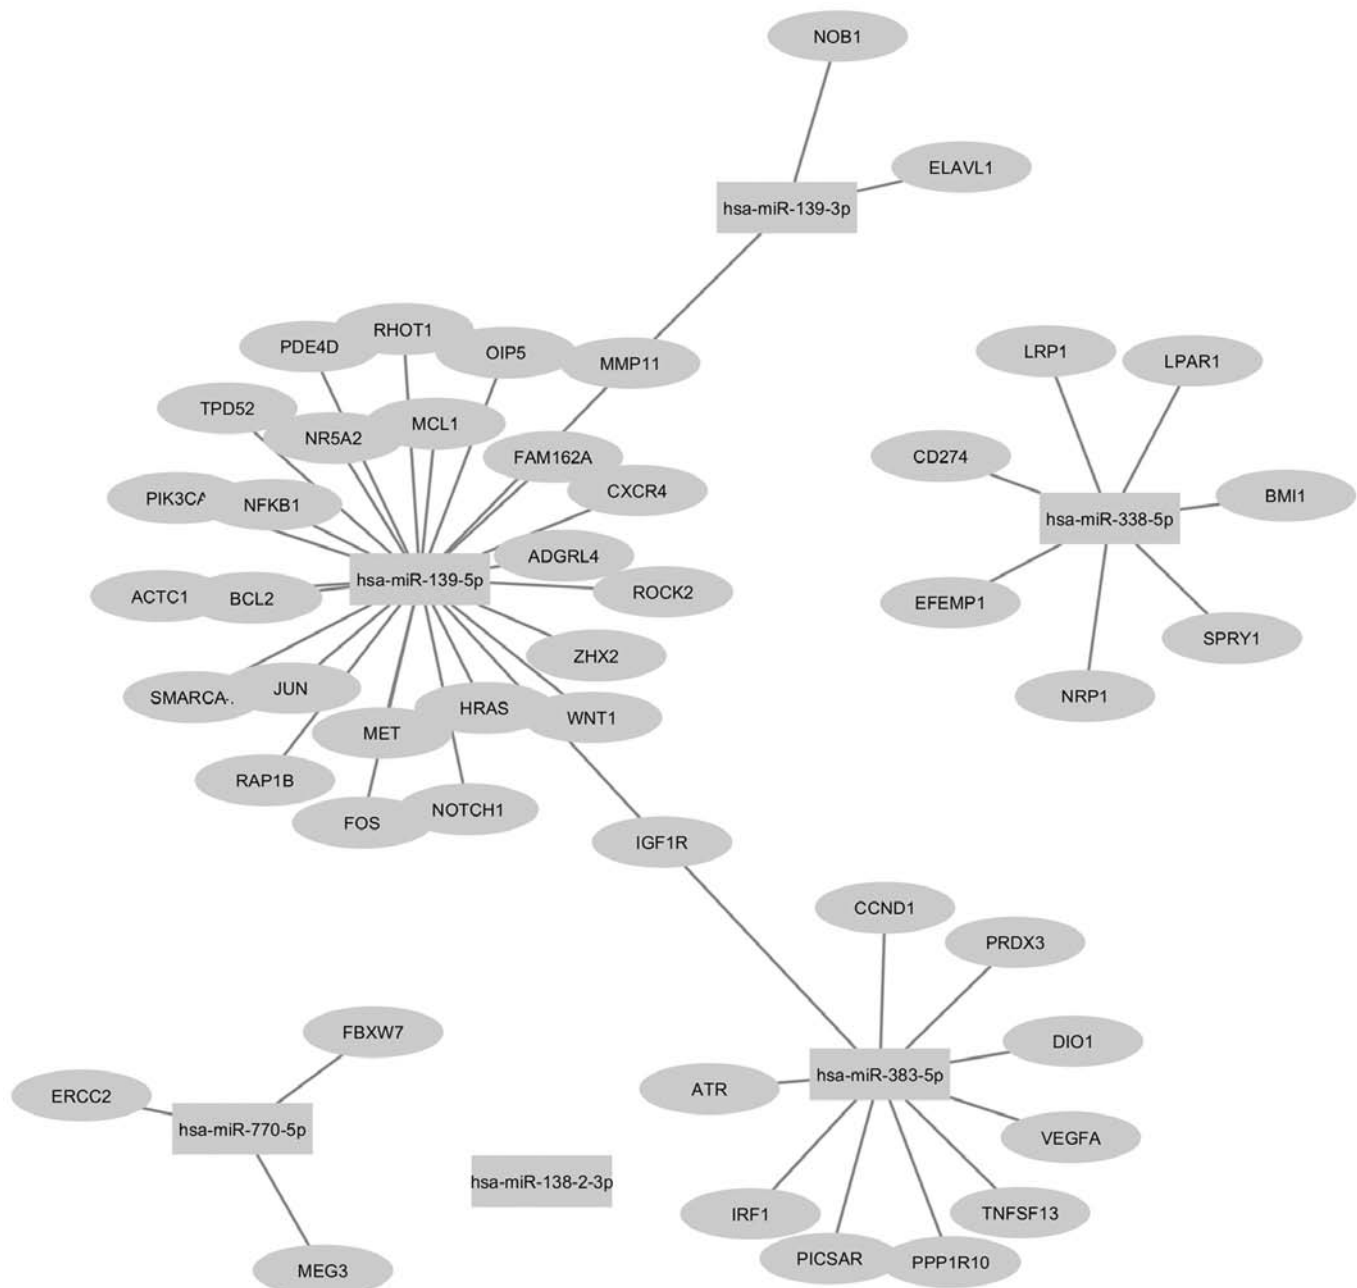 NOB1
ELAVL1
hsa-miR-139-3p
RHOT1
PDE4D
OIP5
MMP11
LRP1
LPAR1
TPD52
MCL1
NR5A2
FAM162A
CD274
CXCR4
BMI1
PIK3CA
NFKB1
hsa-miR-338-5p
ADGRL4
hsa-miR-139-5p
ROCK2
ACTC1
BCL2
EFEMP1
SPRY1
ZHX2
JUN
SMARCA
NRP1
HRAS
WNT1
MET
RAP1B
NOTCH1
FOS
IGF1R
CCND1
PRDX3
FBXW7
DIO1
hsa-miR-383-5p
ATR
ERCC2
hsa-miR-770-5p
VEGFA
hsa-miR-138-2-3p
IRF1
TNFSF13
PICSAR
PPP1R10
MEG3